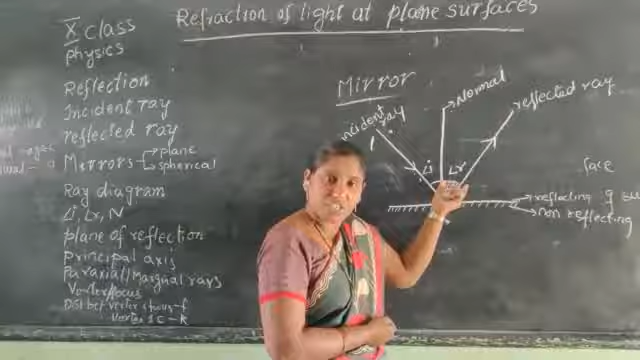 Refraction of light at plane surfaces
X class
physics
Reflection
Incident ray
reflected ray
Mirrors
plane
spherical
Ray diagram
∠i, ∠r, N
plane of reflection
principal axis
Paraxial/Marginal rays
Mirror
incident ray
Normal
reflected ray
∠i
∠r
face
reflecting
non reflecting